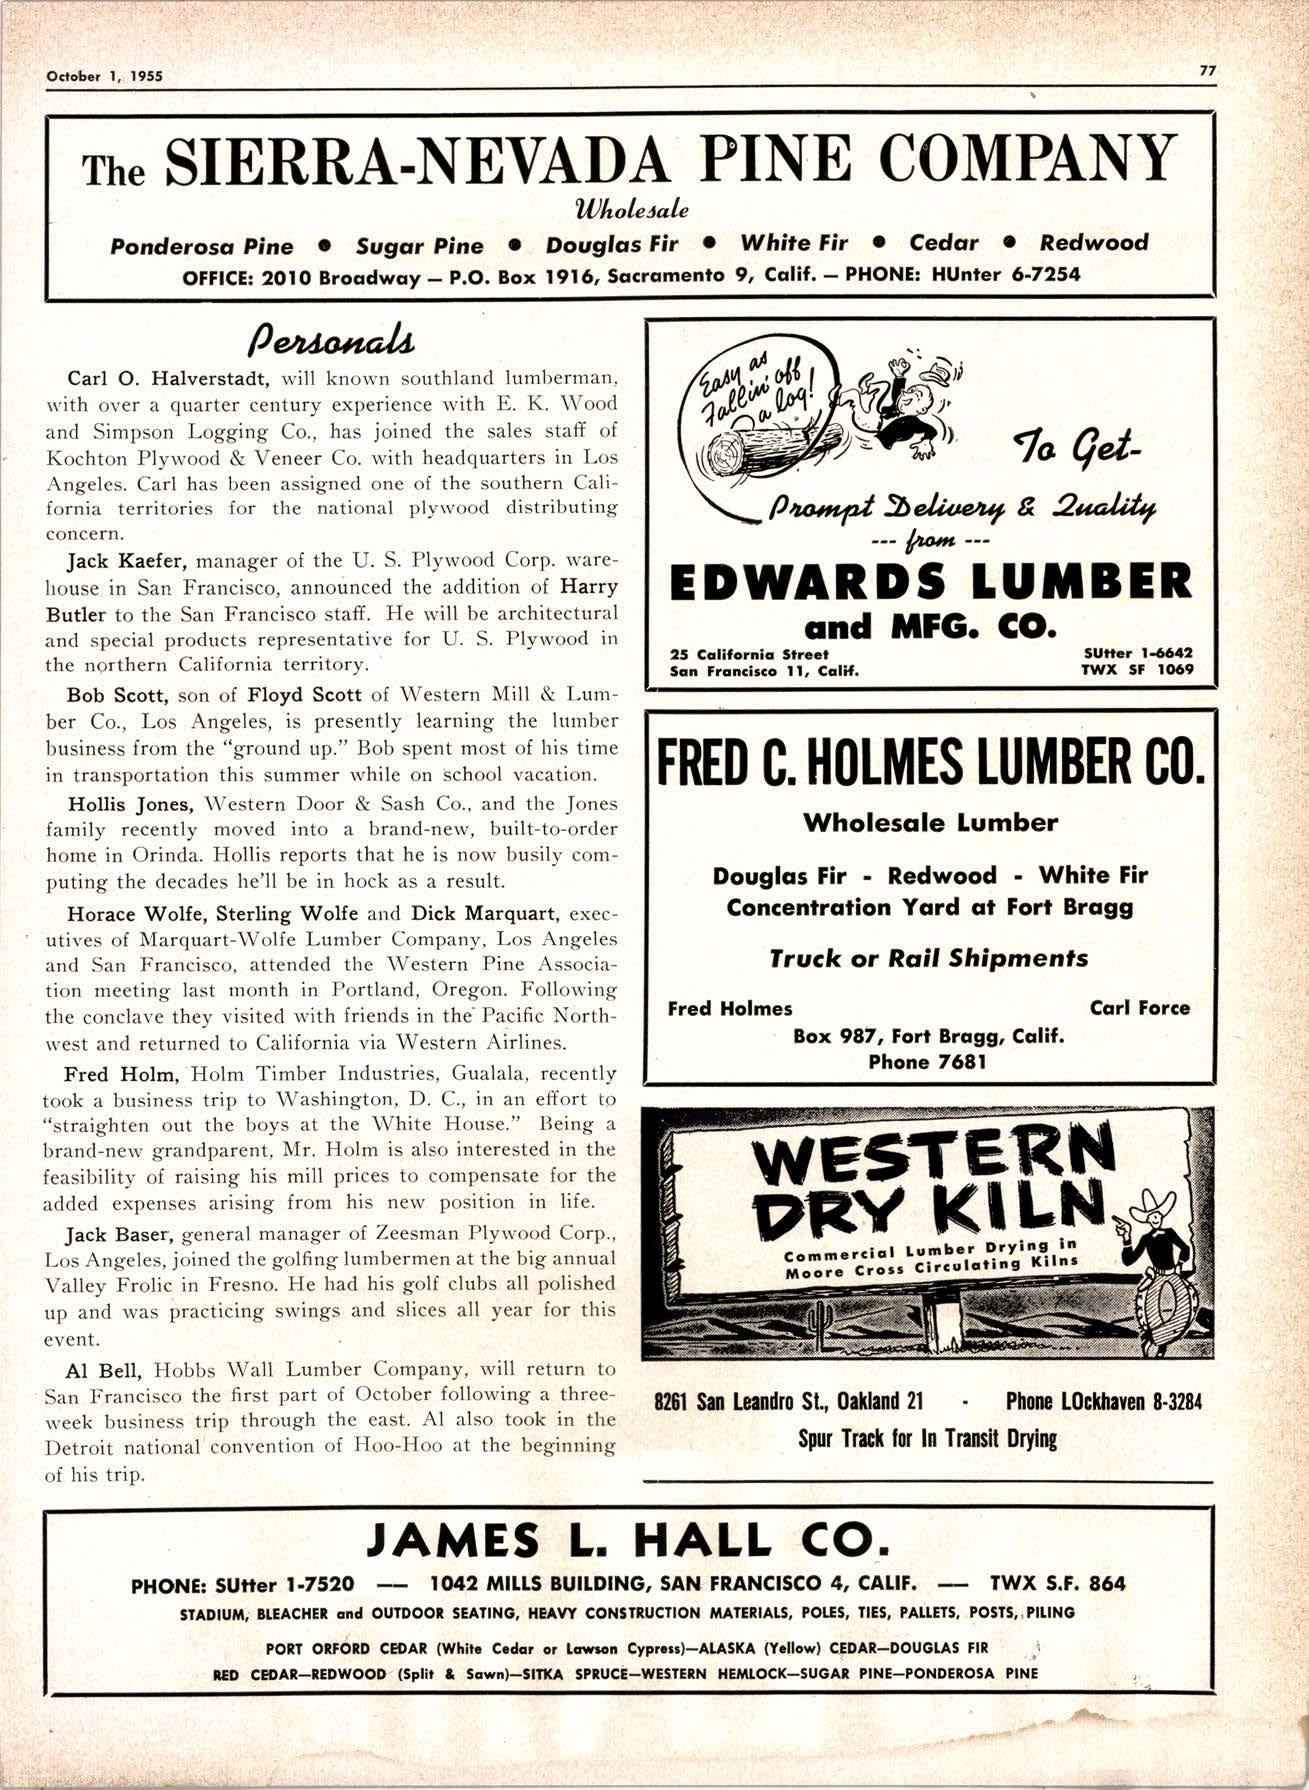 October 1, 1955
77
The SIERRA-NEVADA PINE COMPANY
Wholesale
Ponderosa Pine ● Sugar Pine ● Douglas Fir ● White Fir ● Cedar ● Redwood
OFFICE: 2010 Broadway — P.O. Box 1916, Sacramento 9, Calif. — PHONE: HUnter 6-7254
Personals
Carl O. Halverstadt, will known southland lumberman,
with over a quarter century experience with E. K. Wood
and Simpson Logging Co., has joined the sales staff of
Kochton Plywood & Veneer Co. with headquarters in Los
Angeles. Carl has been assigned one of the southern Cali-
fornia territories for the national plywood distributing
concern.
Jack Kaefer, manager of the U. S. Plywood Corp. ware-
house in San Francisco, announced the addition of Harry
Butler to the San Francisco staff. He will be architectural
and special products representative for U. S. Plywood in
the northern California territory.
Bob Scott, son of Floyd Scott of Western Mill & Lum-
ber Co., Los Angeles, is presently learning the lumber
business from the “ground up.” Bob spent most of his time
in transportation this summer while on school vacation.
Hollis Jones, Western Door & Sash Co., and the Jones
family recently moved into a brand-new, built-to-order
home in Orinda. Hollis reports that he is now busily com-
puting the decades he’ll be in hock as a result.
Horace Wolfe, Sterling Wolfe and Dick Marquart, exec-
utives of Marquart-Wolfe Lumber Company, Los Angeles
and San Francisco, attended the Western Pine Associa-
tion meeting last month in Portland, Oregon. Following
the conclave they visited with friends in the Pacific North-
west and returned to California via Western Airlines.
Fred Holm, Holm Timber Industries, Gualala, recently
took a business trip to Washington, D. C., in an effort to
“straighten out the boys at the White House.” Being a
brand-new grandparent, Mr. Holm is also interested in the
feasibility of raising his mill prices to compensate for the
added expenses arising from his new position in life.
Jack Baser, general manager of Zeesman Plywood Corp.,
Los Angeles, joined the golfing lumbermen at the big annual
Valley Frolic in Fresno. He had his golf clubs all polished
up and was practicing swings and slices all year for this
event.
Al Bell, Hobbs Wall Lumber Company, will return to
San Francisco the first part of October following a three-
week business trip through the east. Al also took in the
Detroit national convention of Hoo-Hoo at the beginning
of his trip.
Easy as
Fallin' off
a log!
To Get-
Prompt Delivery & Quality
--- from ---
EDWARDS LUMBER
and MFG. CO.
25 California Street SUtter 1-6642
San Francisco 11, Calif. TWX SF 1069
FRED C. HOLMES LUMBER CO.
Wholesale Lumber
Douglas Fir - Redwood - White Fir
Concentration Yard at Fort Bragg
Truck or Rail Shipments
Fred Holmes Carl Force
Box 987, Fort Bragg, Calif.
Phone 7681
WESTERN
DRY KILN
Commercial Lumber Drying in
Moore Cross Circulating Kilns
8261 San Leandro St., Oakland 21 - Phone LOckhaven 8-3284
Spur Track for In Transit Drying
JAMES L. HALL CO.
PHONE: SUtter 1-7520 —— 1042 MILLS BUILDING, SAN FRANCISCO 4, CALIF. —— TWX S.F. 864
STADIUM, BLEACHER and OUTDOOR SEATING, HEAVY CONSTRUCTION MATERIALS, POLES, TIES, PALLETS, POSTS, PILING
PORT ORFORD CEDAR (White Cedar or Lawson Cypress)—ALASKA (Yellow) CEDAR—DOUGLAS FIR
RED CEDAR—REDWOOD (Split & Sawn)—SITKA SPRUCE—WESTERN HEMLOCK—SUGAR PINE—PONDEROSA PINE